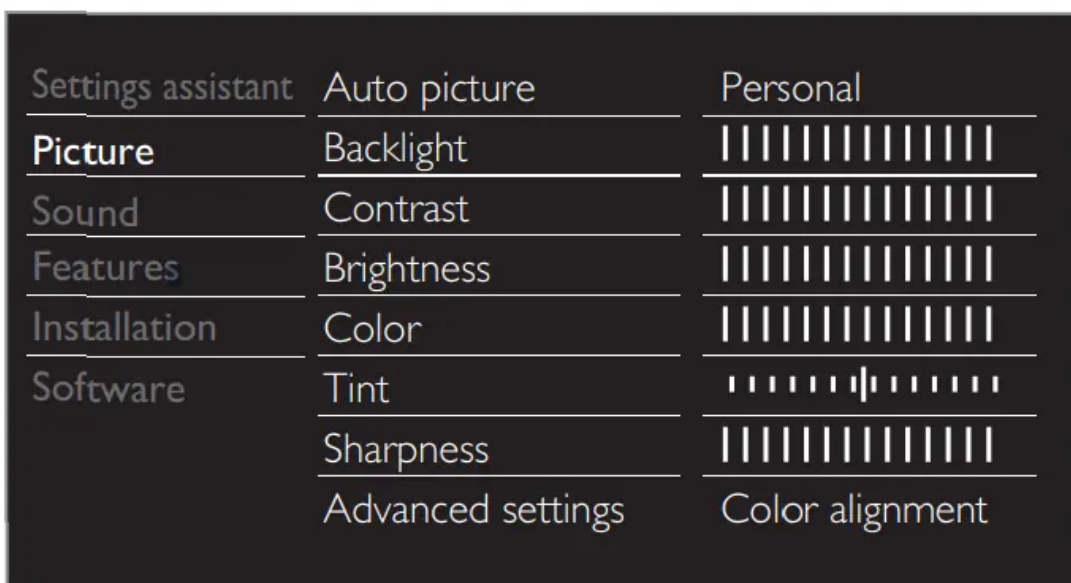 Settings assistant Auto picture Personal
Picture Backlight
Sound Contrast
Features Brightness
Installation Color
Software Tint
Sharpness
Advanced settings Color alignment